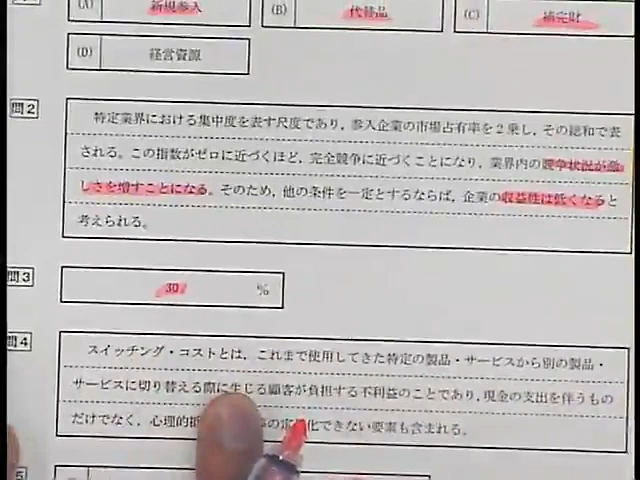 (A) 新規参入 (B) 代替品 (C) 補完財
(D) 経営資源
問2
特定業界における集中度を表す尺度であり，参入企業の市場占有率を2乗し，その総和で表
される。この指数がゼロに近づくほど，完全競争に近づくことになり，業界内の競争状況が激
しさを増すことになる。そのため，他の条件を一定とするならば，企業の収益性は低くなると
考えられる。
問3
30 %
問4
スイッチング・コストとは，これまで使用してきた特定の製品・サービスから別の製品・
サービスに切り替える際に生じる顧客が負担する不利益のことであり，現金の支出を伴うもの
だけでなく，心理的 の定 化できない要素も含まれる。
5